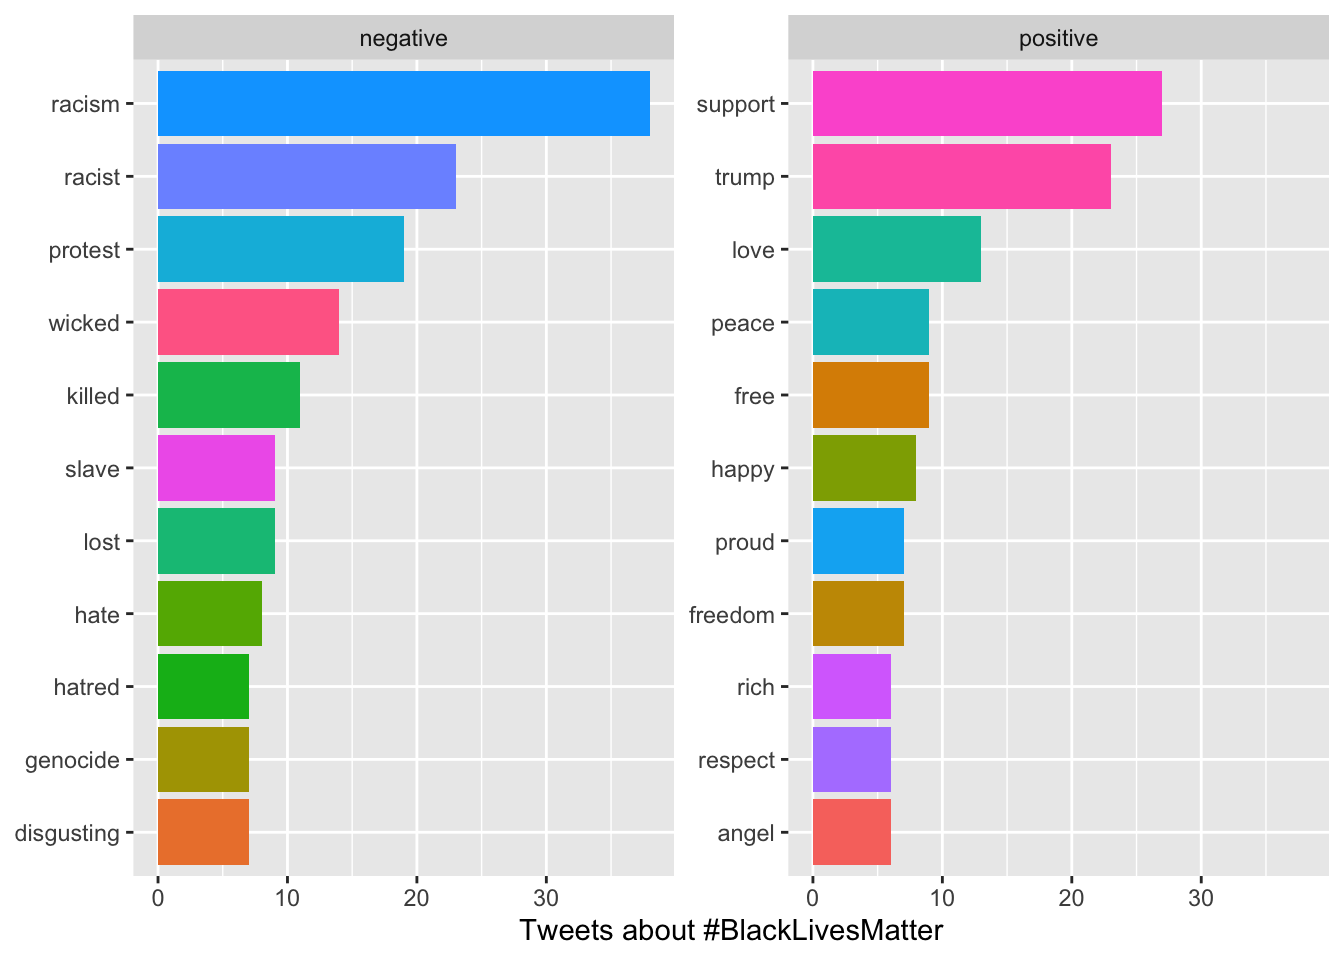 negative
positive
racism
racist
protest
wicked
killed
slave
lost
hate
hatred
genocide
disgusting
support
trump
love
peace
free
happy
proud
freedom
rich
respect
angel
0 10 20 30
0 10 20 30
Tweets about #BlackLivesMatter